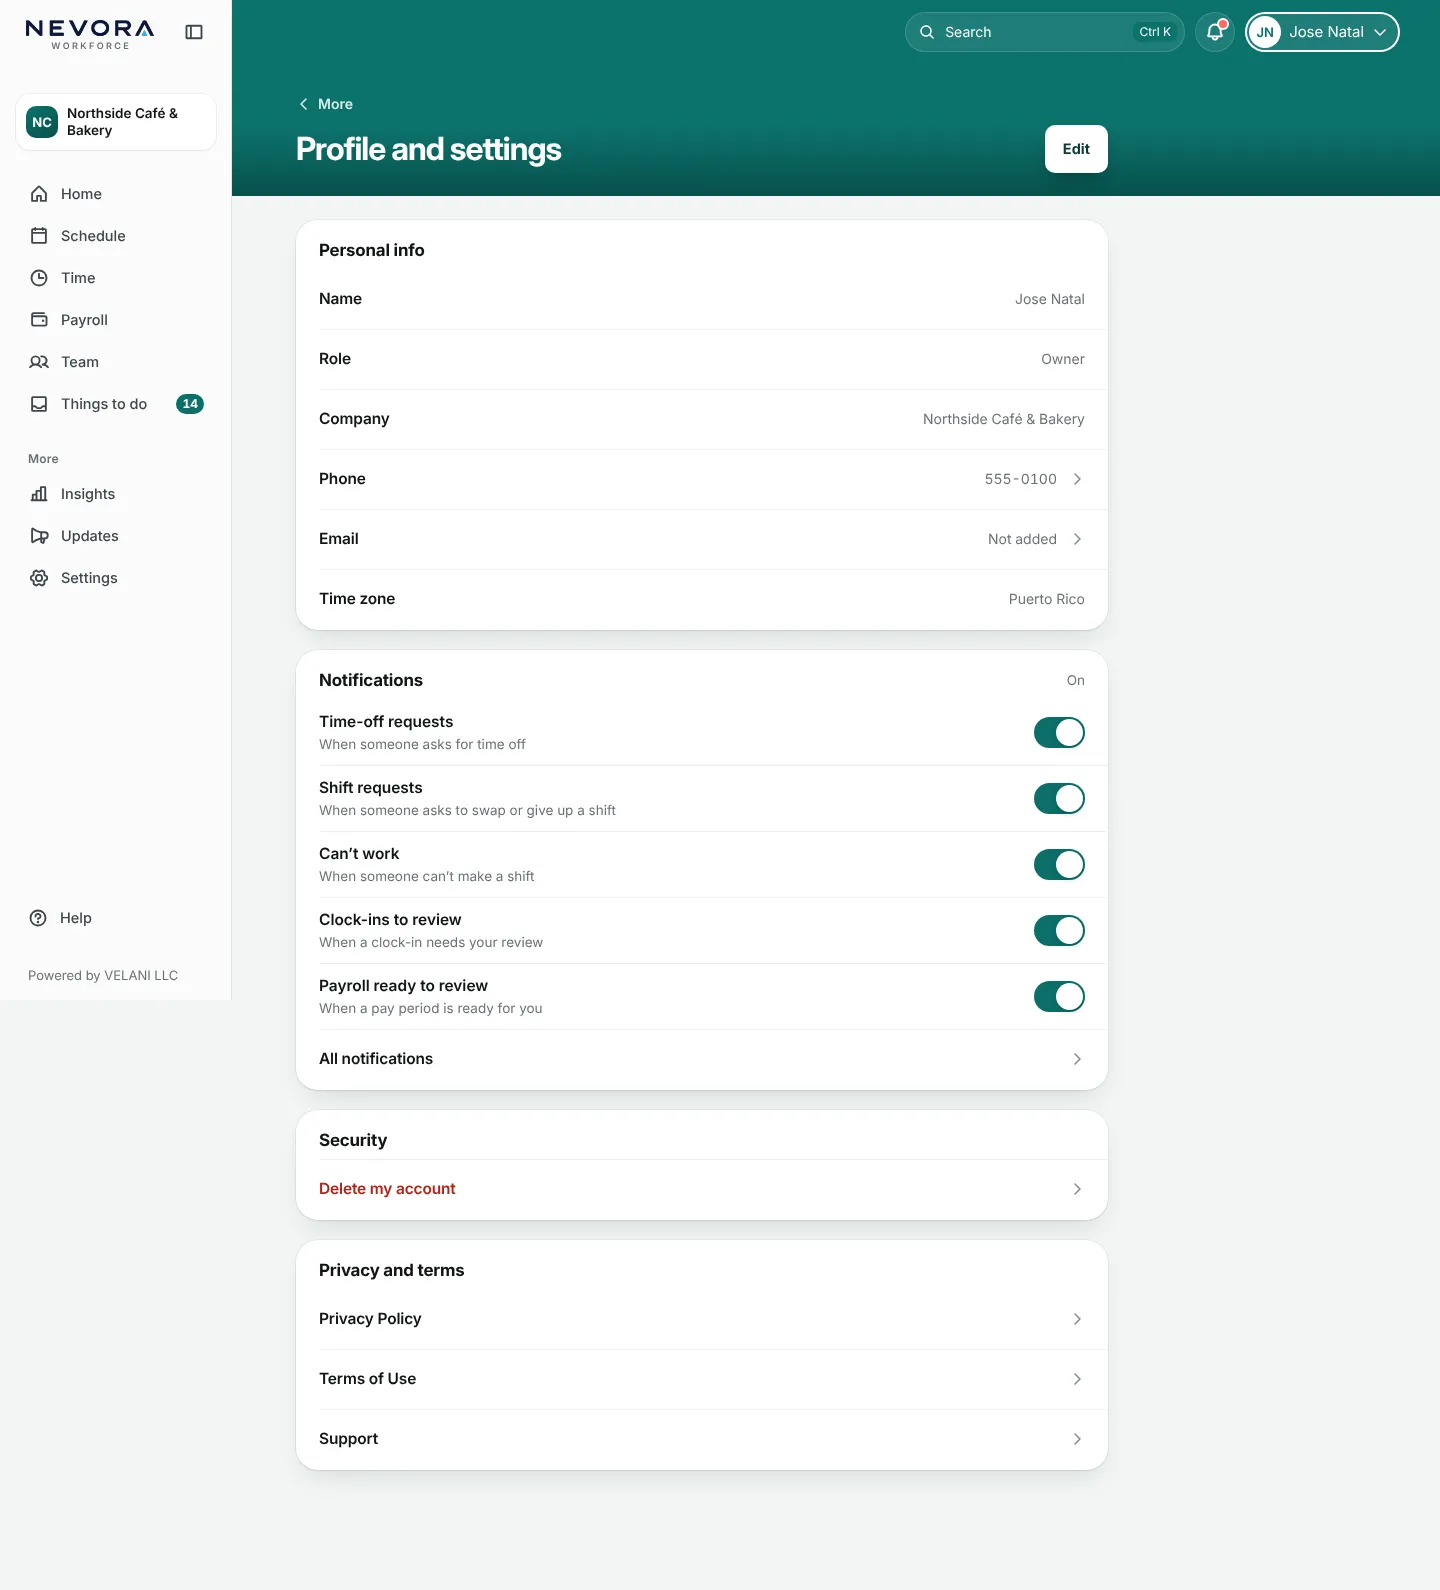 NEVORA
WORKFORCE
Search
Ctrl K
JN
Jose Natal
NC
Northside Café &
Bakery
Home
Schedule
Time
Payroll
Team
Things to do
14
More
Insights
Updates
Settings
Help
Powered by VELANI LLC
More
Profile and settings
Edit
Personal info
Name
Jose Natal
Role
Owner
Company
Northside Café & Bakery
Phone
555-0100
Email
Not added
Time zone
Puerto Rico
Notifications
On
Time-off requests
When someone asks for time off
Shift requests
When someone asks to swap or give up a shift
Can’t work
When someone can’t make a shift
Clock-ins to review
When a clock-in needs your review
Payroll ready to review
When a pay period is ready for you
All notifications
Security
Delete my account
Privacy and terms
Privacy Policy
Terms of Use
Support